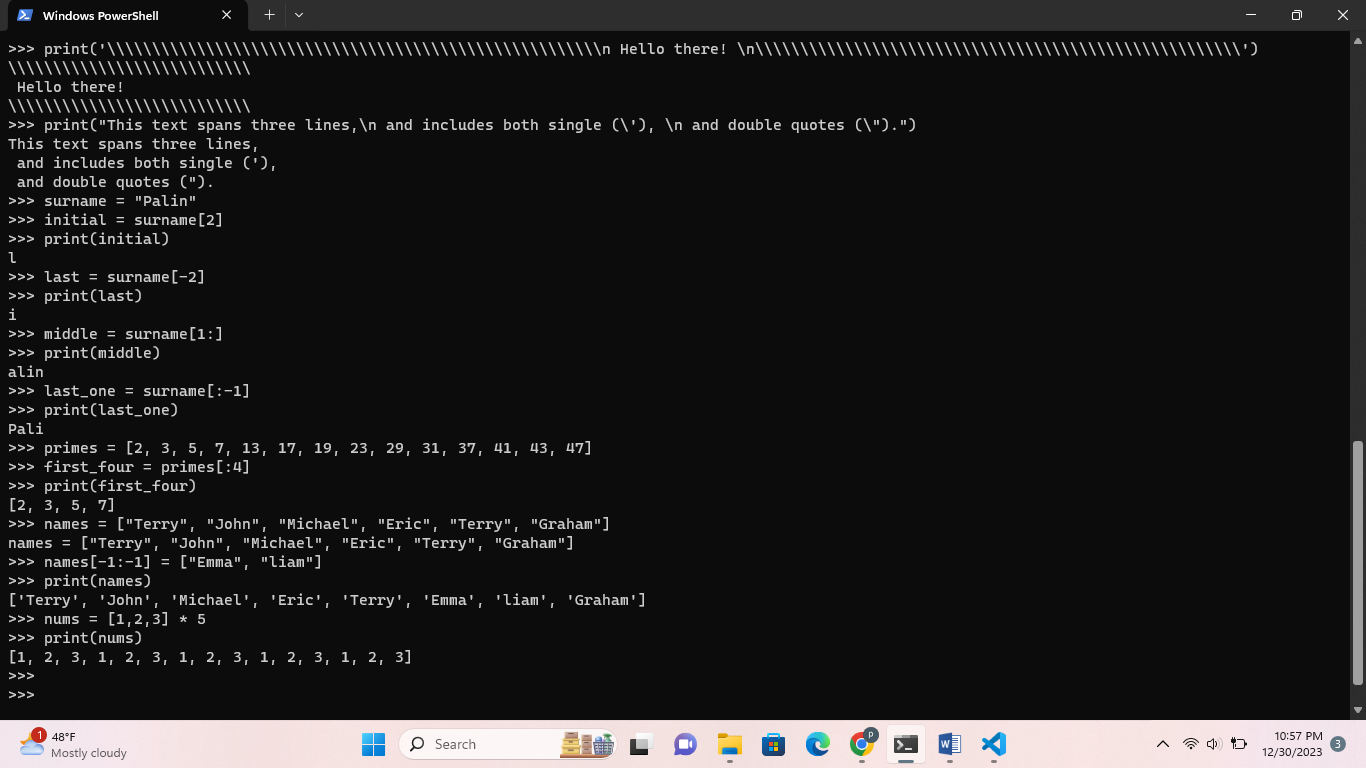 Windows PowerShell
>>> print('\\\\\\\\\\\\\\\\\\\\\\\\\\\\\\\\\\\\\\\\\\\\\\\\\\\\\\\n Hello there! \n\\\\\\\\\\\\\\\\\\\\\\\\\\\\\\\\\\\\\\\\\\\\\\\\\\\\\\')
\\\\\\\\\\\\\\\\\\\\\\\\\\\
 Hello there!
\\\\\\\\\\\\\\\\\\\\\\\\\\\
>>> print("This text spans three lines,\n and includes both single (\'), \n and double quotes (\").")
This text spans three lines,
 and includes both single ('),
 and double quotes (").
>>> surname = "Palin"
>>> initial = surname[2]
>>> print(initial)
l
>>> last = surname[-2]
>>> print(last)
i
>>> middle = surname[1:]
>>> print(middle)
alin
>>> last_one = surname[:-1]
>>> print(last_one)
Pali
>>> primes = [2, 3, 5, 7, 13, 17, 19, 23, 29, 31, 37, 41, 43, 47]
>>> first_four = primes[:4]
>>> print(first_four)
[2, 3, 5, 7]
>>> names = ["Terry", "John", "Michael", "Eric", "Terry", "Graham"]
names = ["Terry", "John", "Michael", "Eric", "Terry", "Graham"]
>>> names[-1:-1] = ["Emma", "liam"]
>>> print(names)
['Terry', 'John', 'Michael', 'Eric', 'Terry', 'Emma', 'liam', 'Graham']
>>> nums = [1,2,3] * 5
>>> print(nums)
[1, 2, 3, 1, 2, 3, 1, 2, 3, 1, 2, 3, 1, 2, 3]
>>>
>>>
1
48°F
Mostly cloudy
Search
P
W
10:57 PM
12/30/2023
3